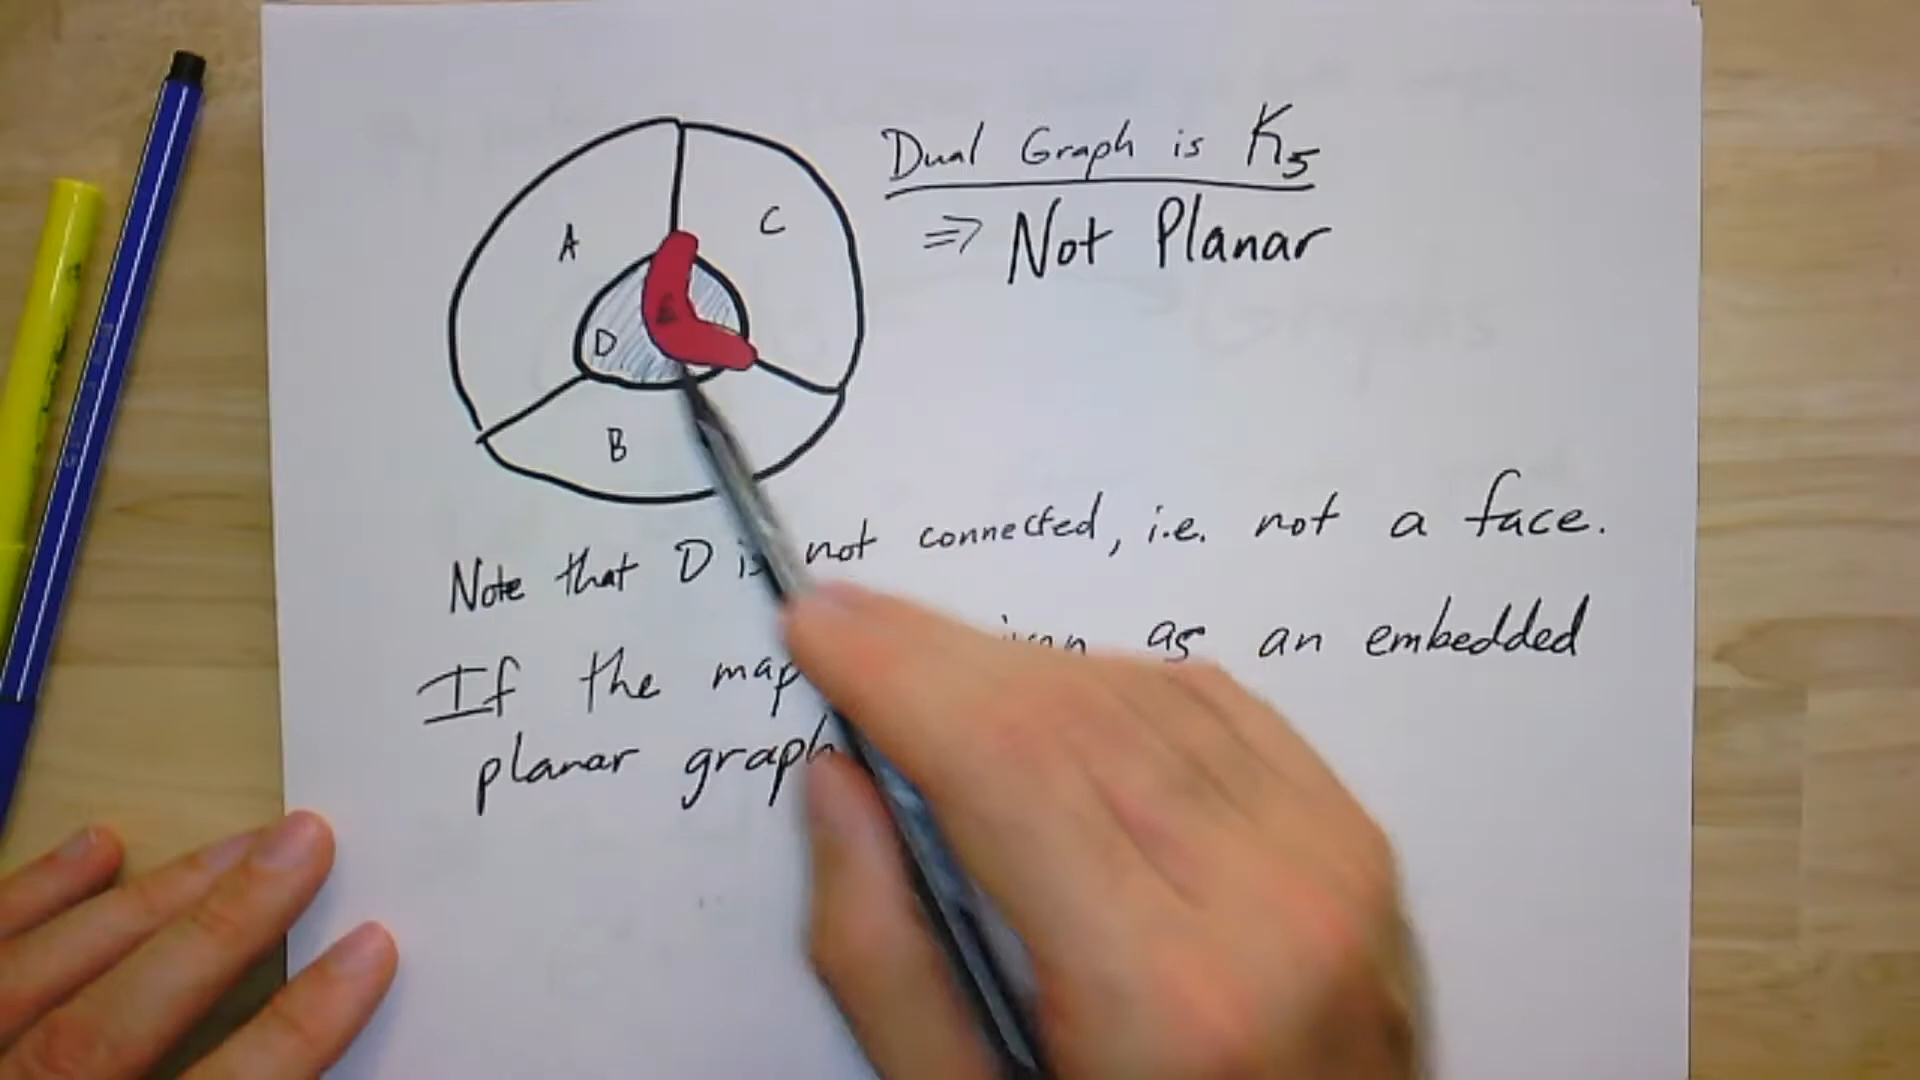 Dual Graph is K5
⇒ Not Planar
A
C
E
D
B
Note that D is not connected, i.e. not a face.
If the map as an embedded
planar graph